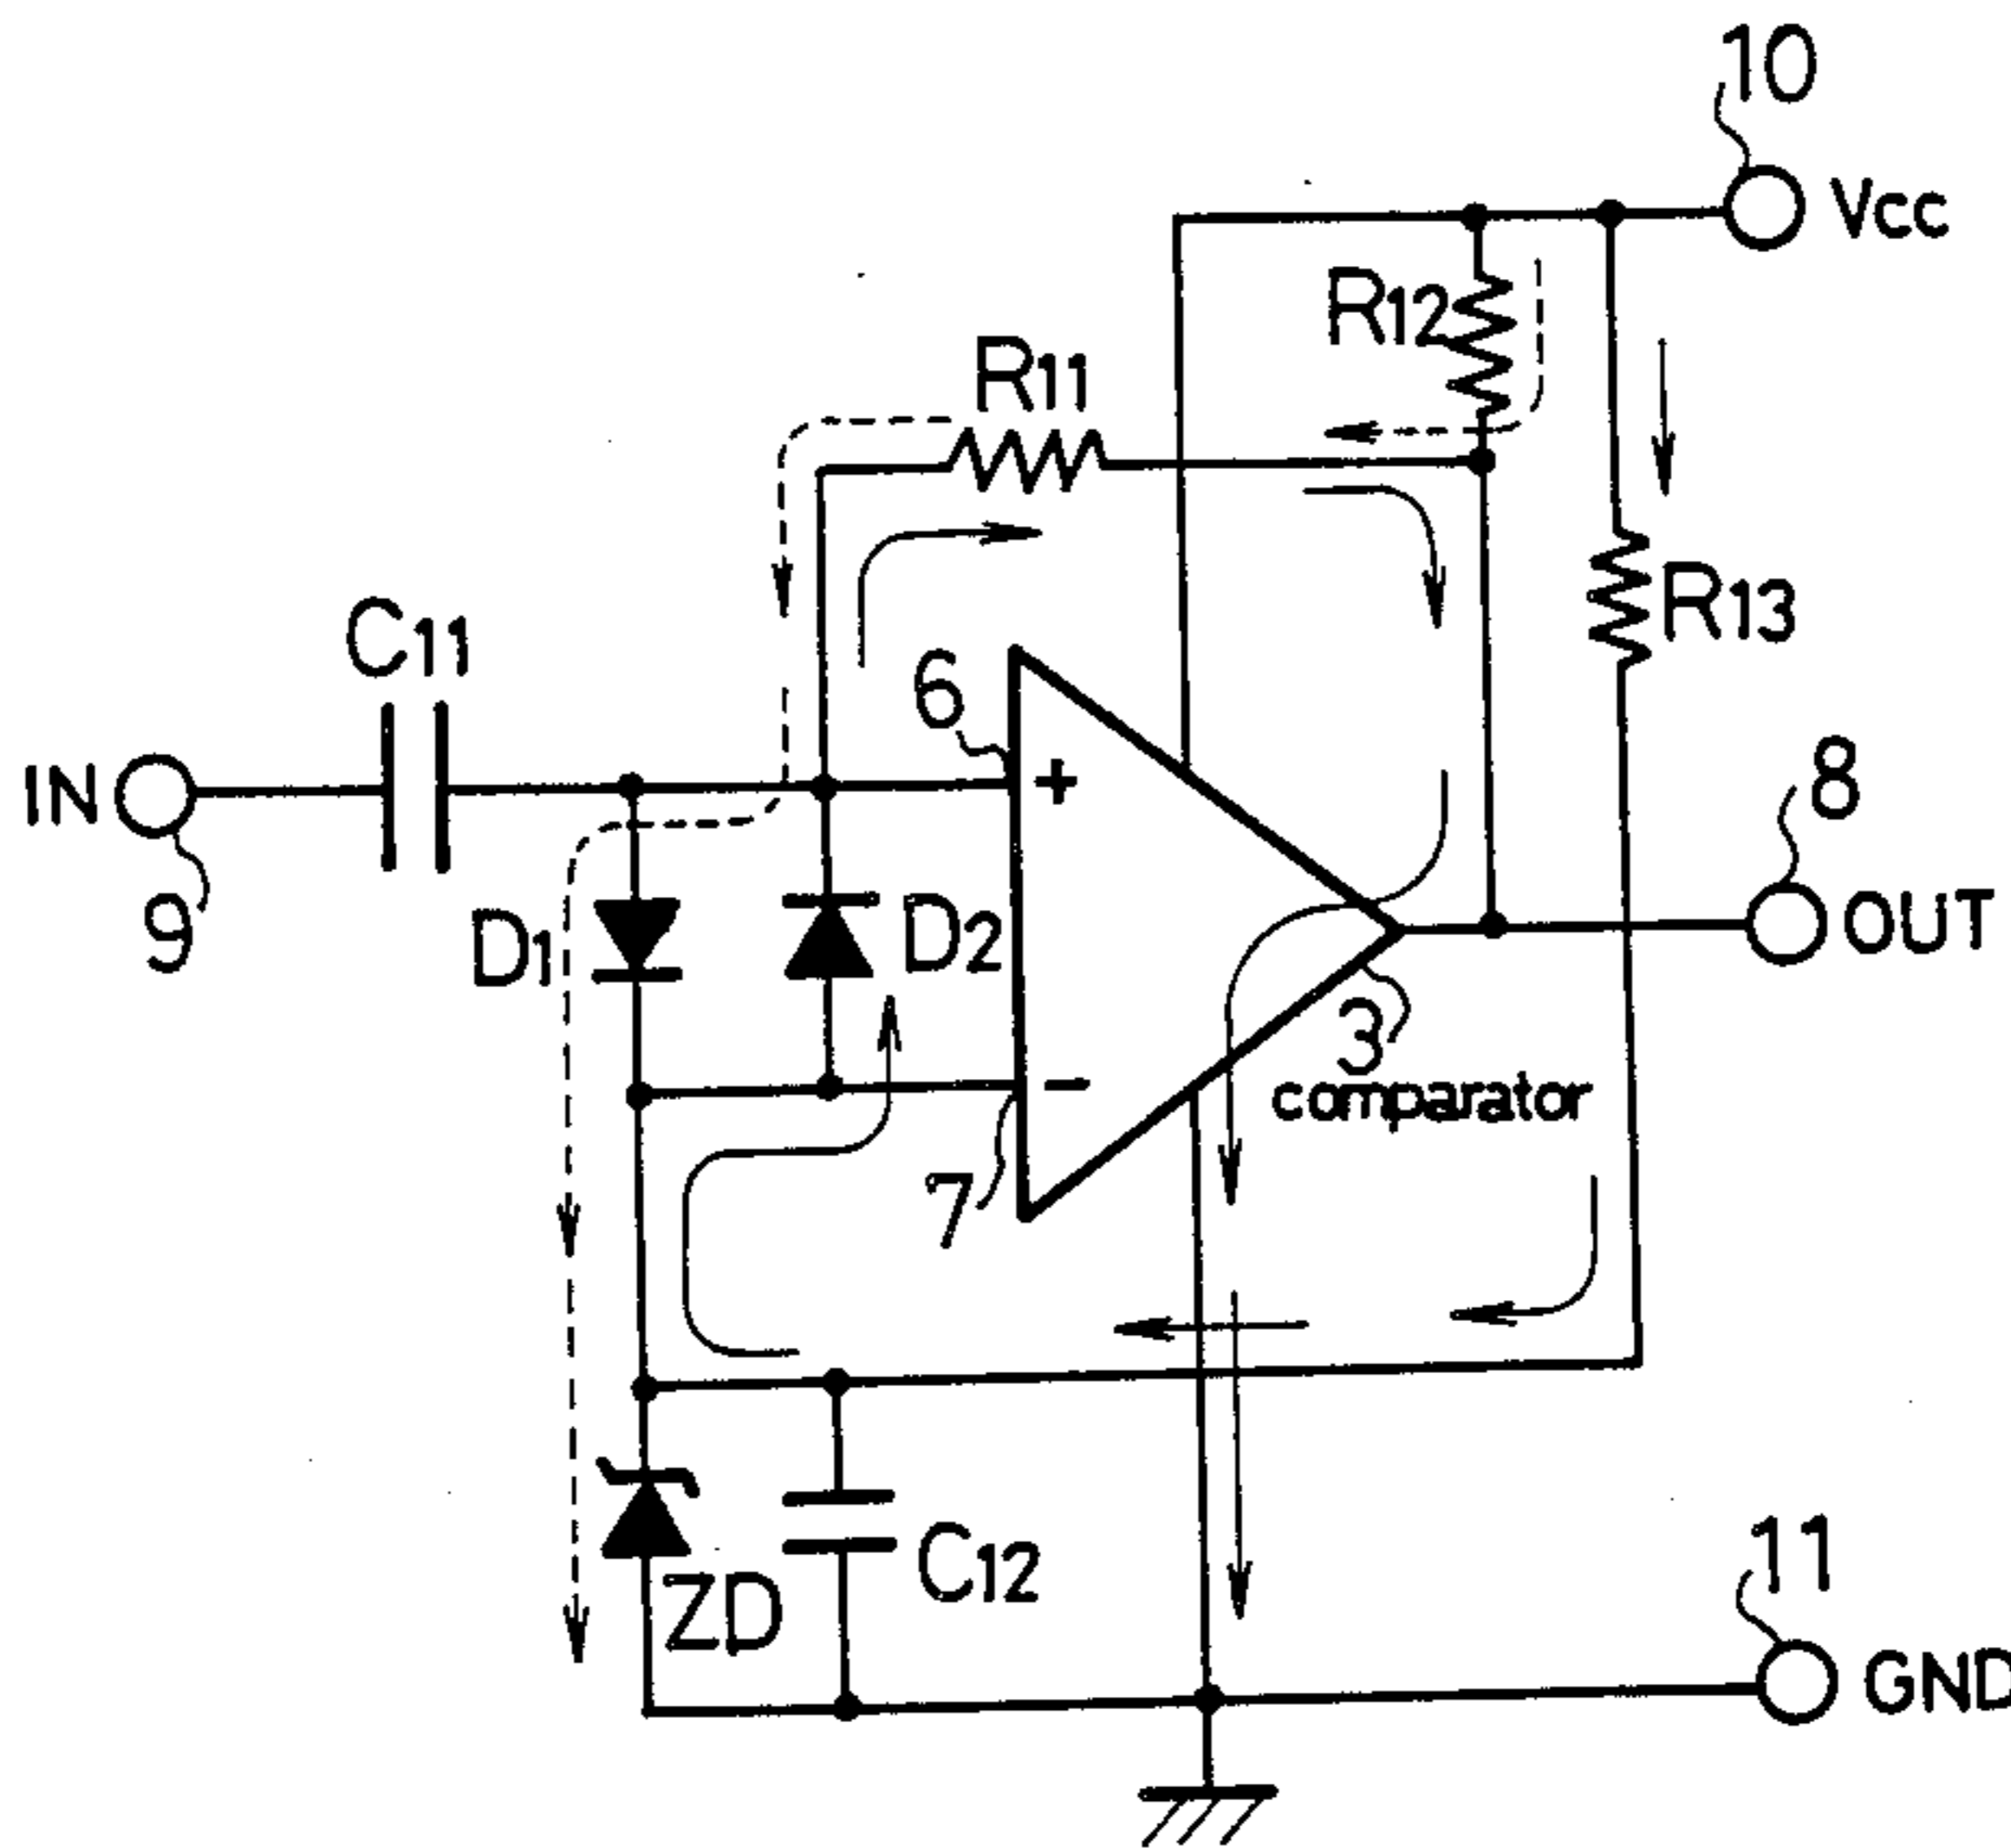 10
Vcc
R12
R11
R13
C11
6
+
IN
8
OUT
9
D1
D2
3
comparator
-
7
ZD
C12
11
GND